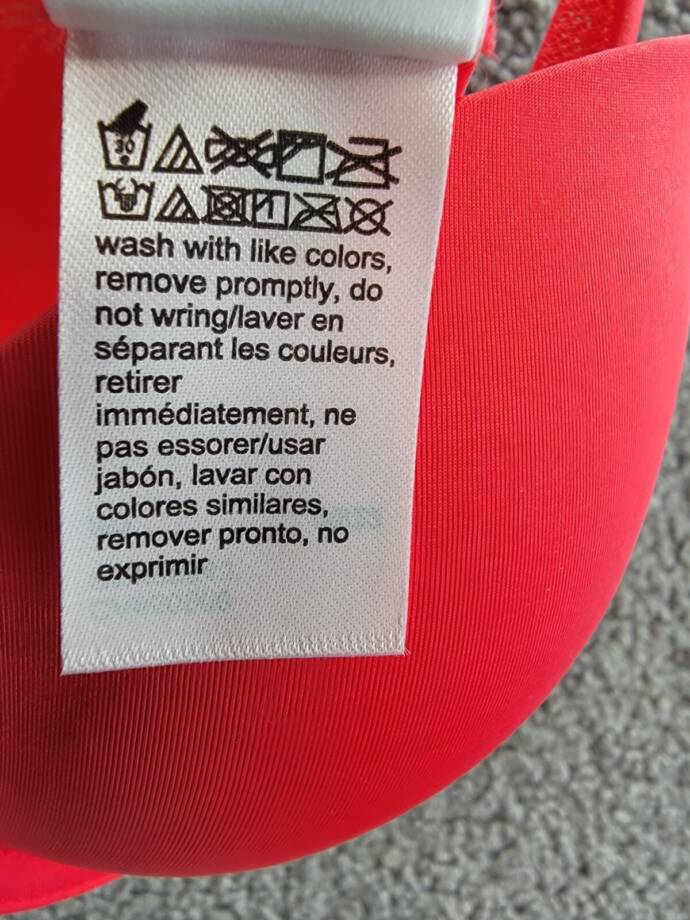 30
wash with like colors,
remove promptly, do
not wring/laver en
séparant les couleurs,
retirer
immédiatement, ne
pas essorer/usar
jabón, lavar con
colores similares,
remover pronto, no
exprimir